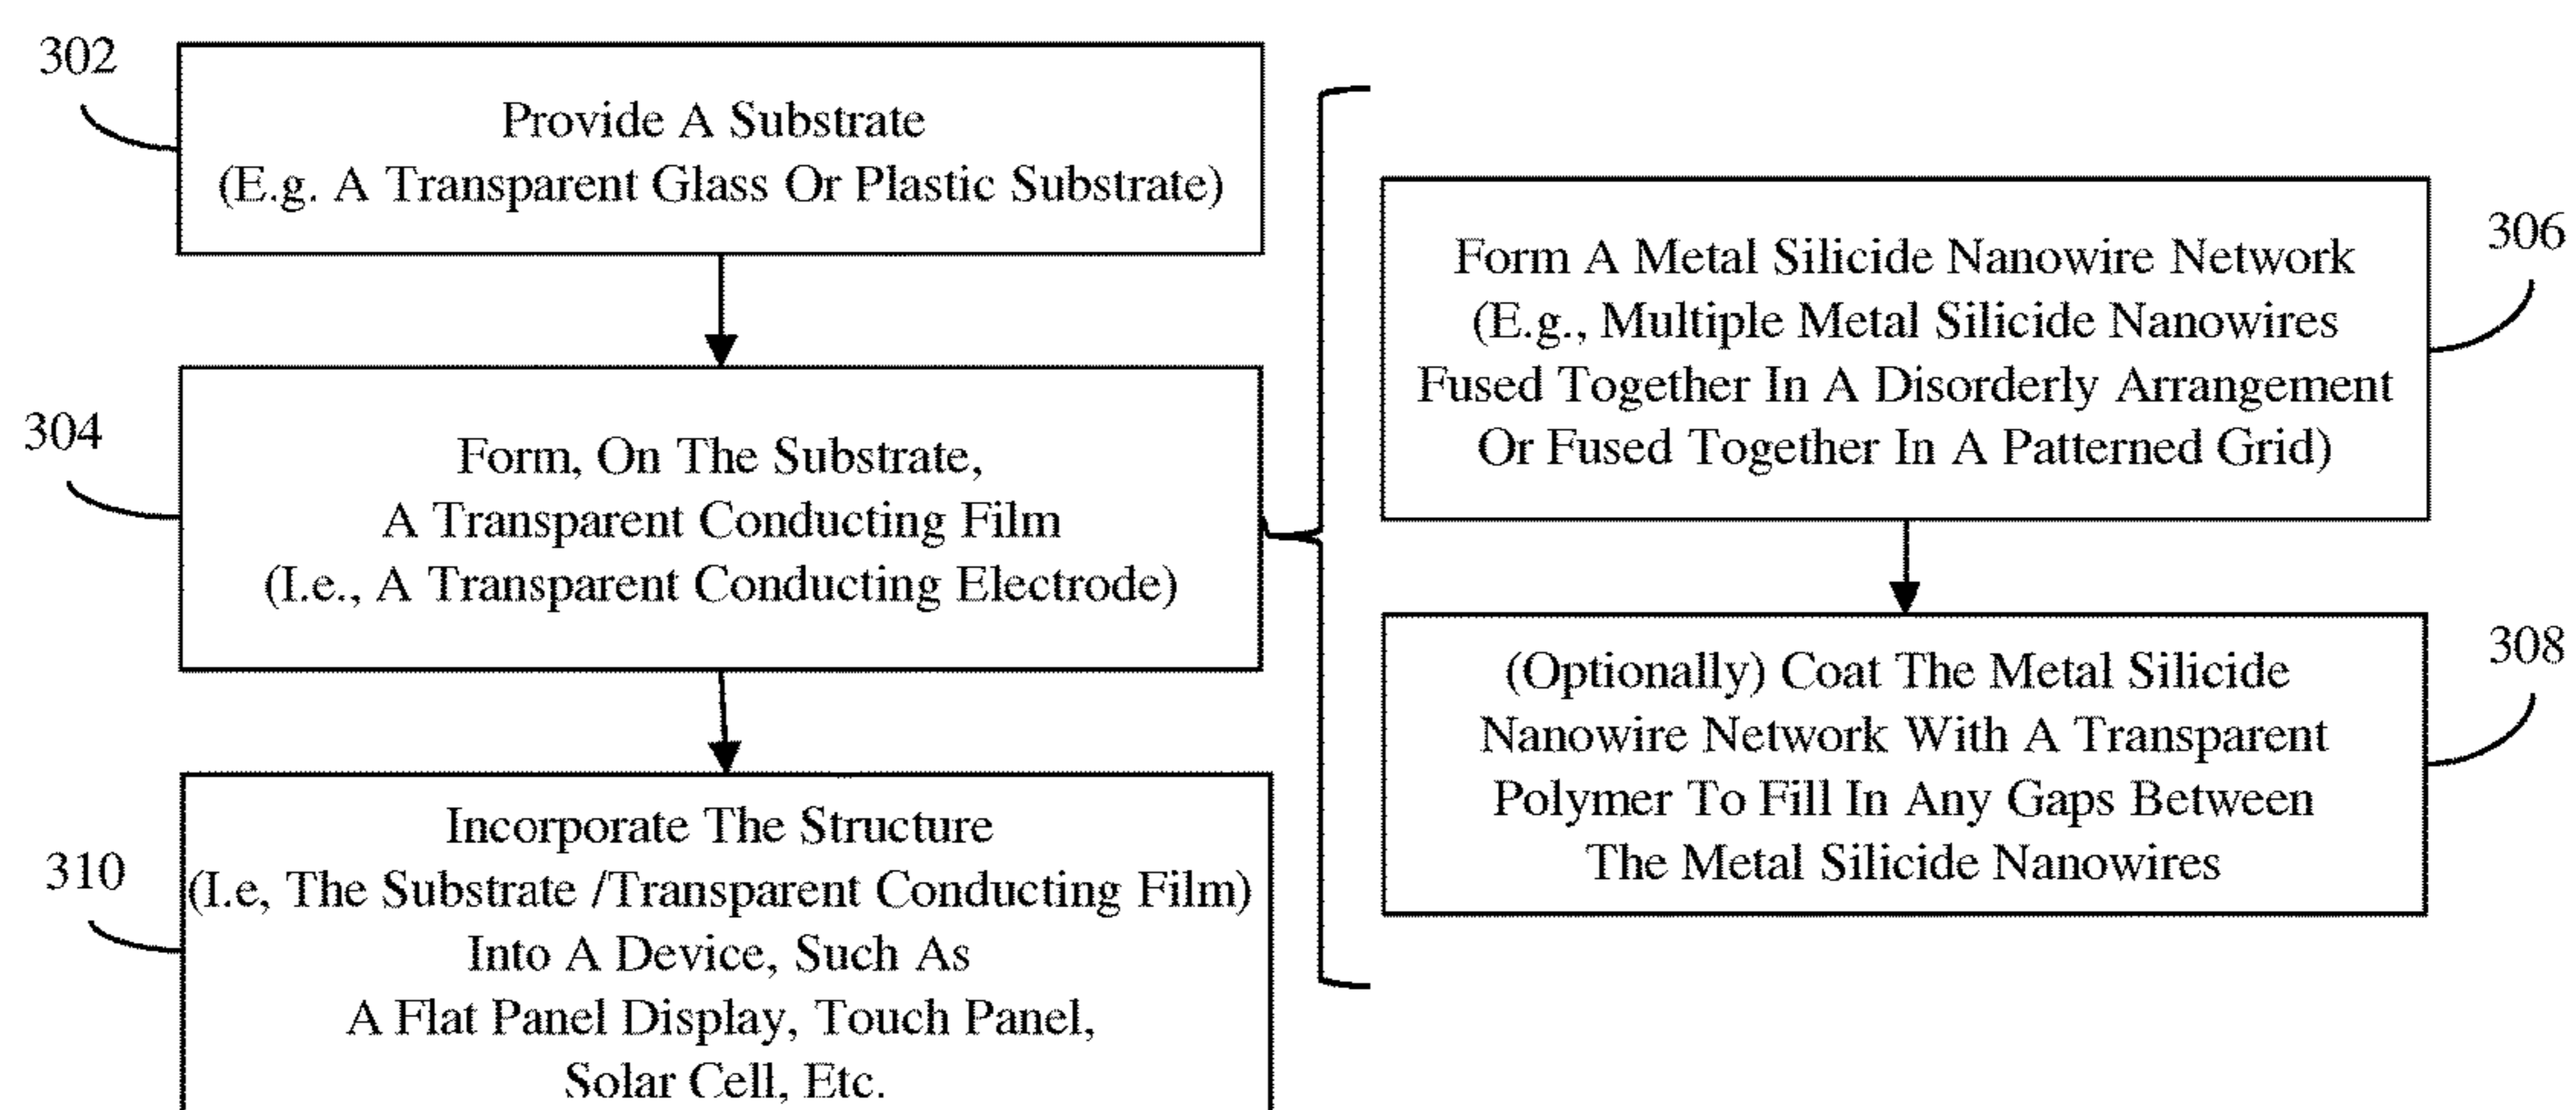 302
Provide A Substrate
(E.g. A Transparent Glass Or Plastic Substrate)
304
Form, On The Substrate,
A Transparent Conducting Film
(I.e., A Transparent Conducting Electrode)
306
Form A Metal Silicide Nanowire Network
(E.g., Multiple Metal Silicide Nanowires
Fused Together In A Disorderly Arrangement
Or Fused Together In A Patterned Grid)
308
(Optionally) Coat The Metal Silicide
Nanowire Network With A Transparent
Polymer To Fill In Any Gaps Between
The Metal Silicide Nanowires
310
Incorporate The Structure
(I.e, The Substrate /Transparent Conducting Film)
Into A Device, Such As
A Flat Panel Display, Touch Panel,
Solar Cell, Etc.